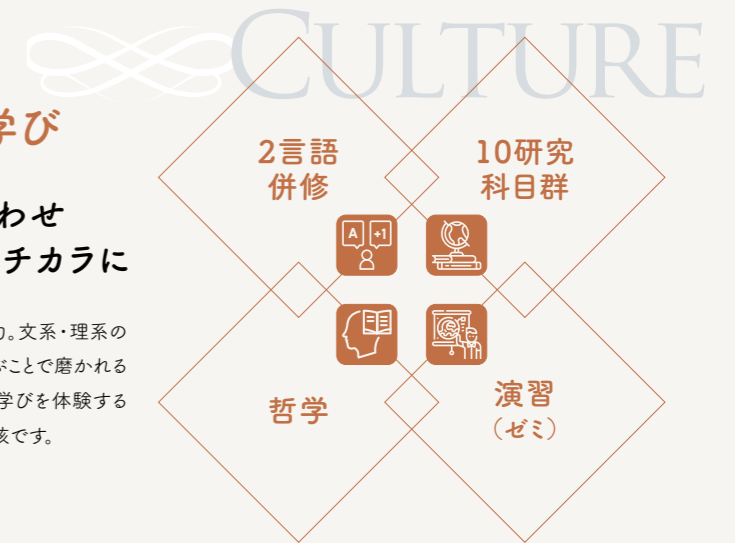 CULTURE
学び
わせ
チカラに
力。文系・理系の
ぶことで磨かれる
学びを体験する
核です。
2言語
併修
10研究
科目群
A +1
哲学
演習
（ゼミ）